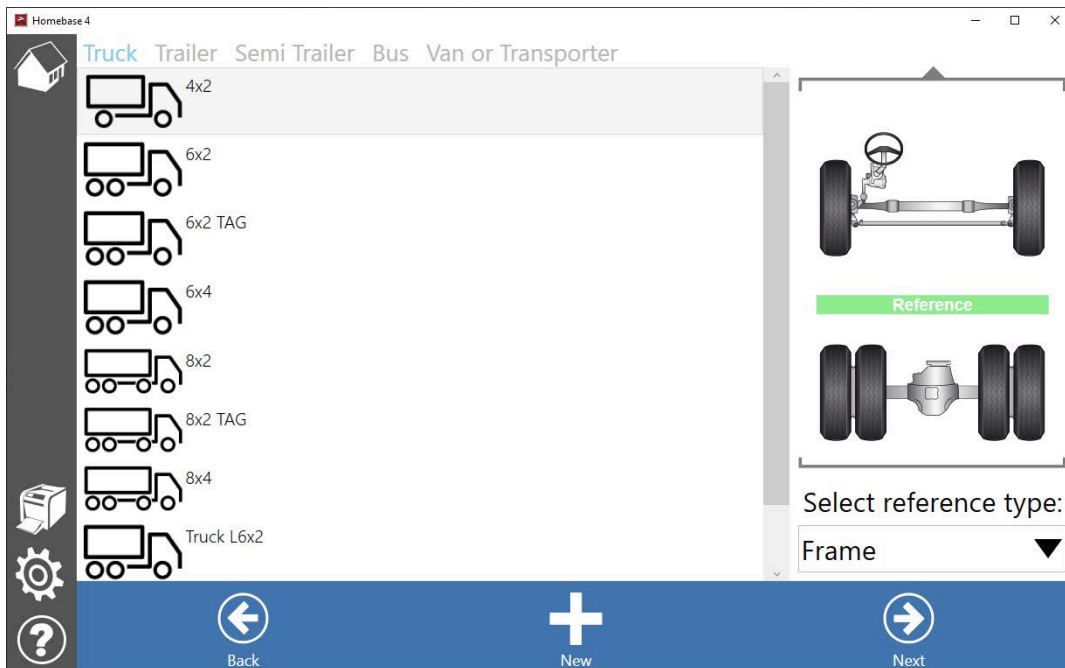 Homebase 4
Truck Trailer Semi Trailer Bus Van or Transporter
4x2
6x2
6x2 TAG
6x4
8x2
8x2 TAG
8x4
Truck L6x2
Reference
Select reference type:
Frame
Back New Next